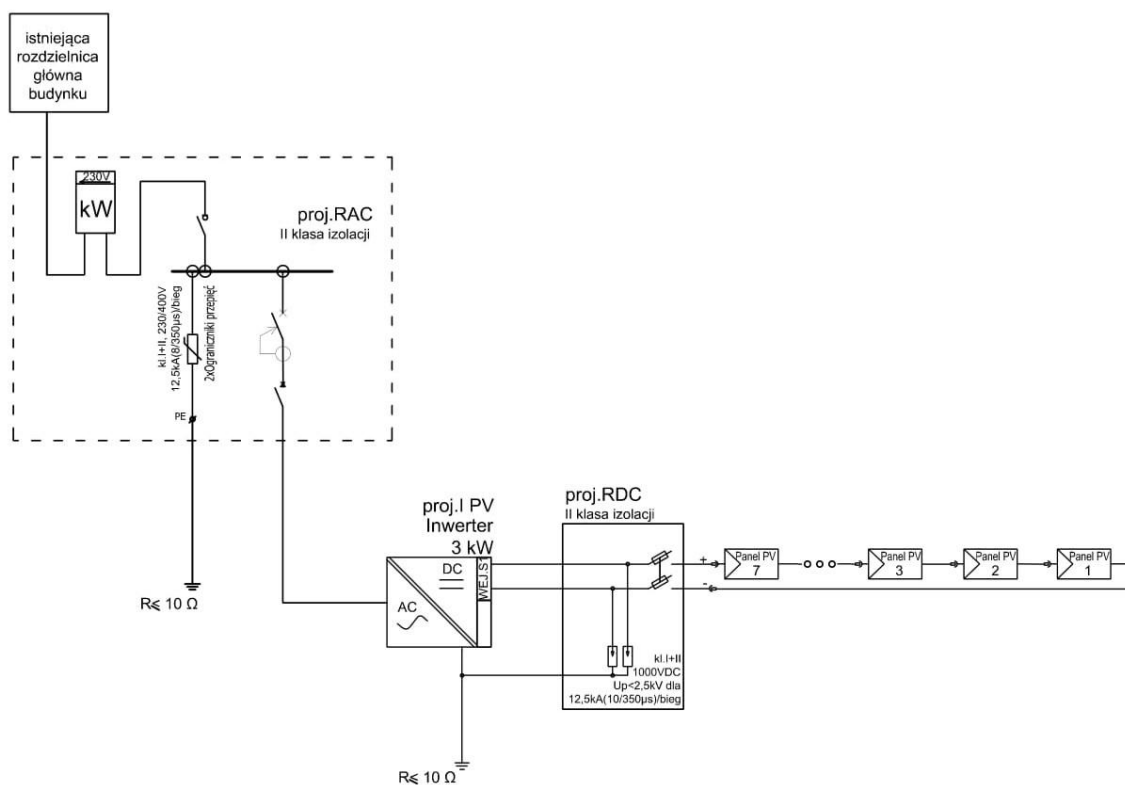 istniejąca
rozdzielnica
główna
budynku
230V
kW
proj.RAC
II klasa izolacji
kl.I+II, 230/400V
12,5kA(8/350µs)/bieg
2xOgraniczniki przepięć
PE
R⩽ 10 Ω
proj.I PV
Inwerter
3 kW
DC
AC
WEJ.S1
proj.RDC
II klasa izolacji
kl.I+II
1000VDC
Up<2,5kV dla
12,5kA(10/350µs)/bieg
+
-
Panel PV
7
Panel PV
3
Panel PV
2
Panel PV
1
R⩽ 10 Ω